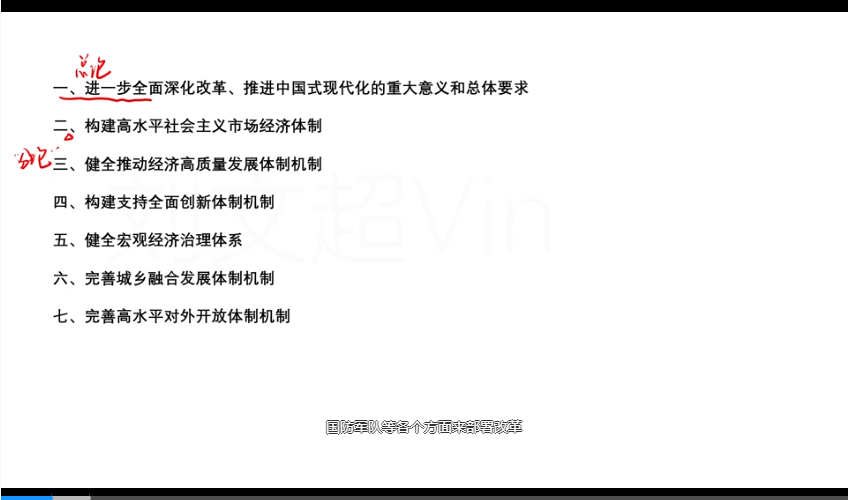 总论
一、进一步全面深化改革、推进中国式现代化的重大意义和总体要求
二、构建高水平社会主义市场经济体制
分论
三、健全推动经济高质量发展体制机制
四、构建支持全面创新体制机制
五、健全宏观经济治理体系
六、完善城乡融合发展体制机制
七、完善高水平对外开放体制机制
刘文超Vin
国防军队等各个方面来部署改革